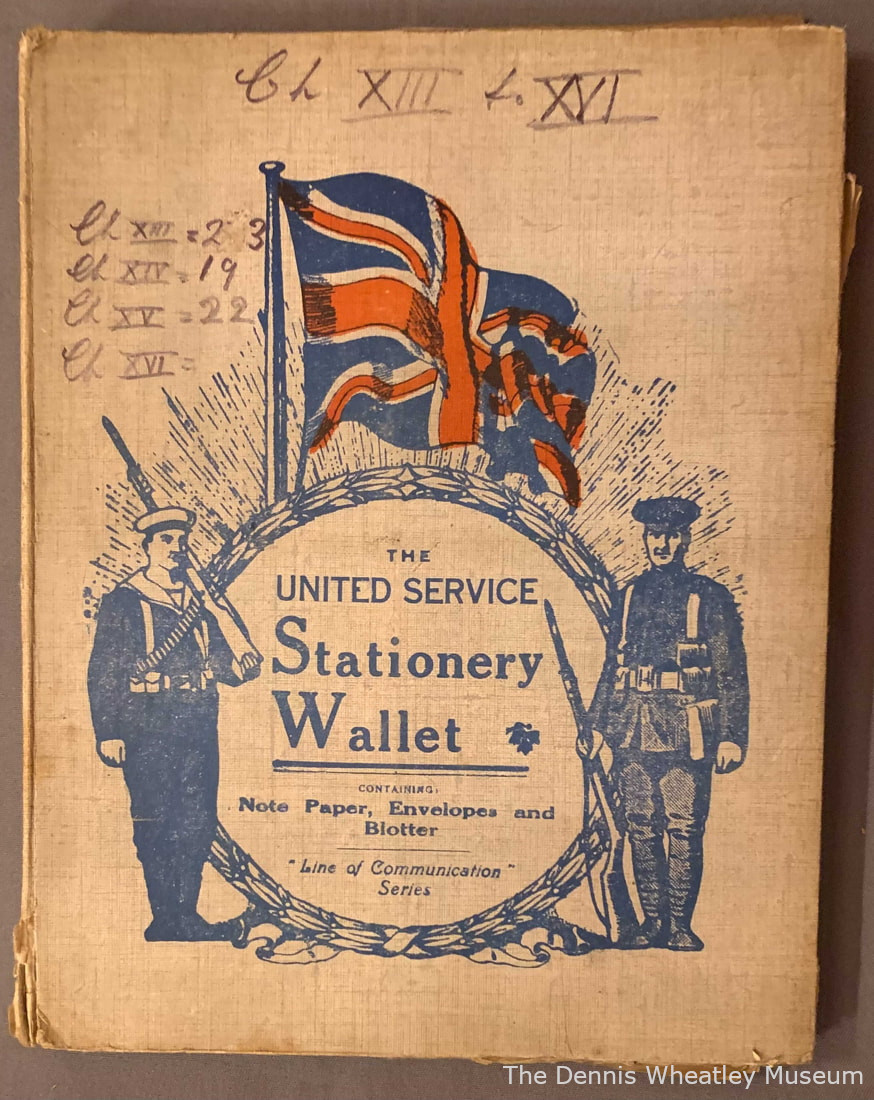 Ch XIII to XVI
Ch XIII = 23
Ch XIV = 19
Ch XV = 22
Ch XVI =
THE
UNITED SERVICE
Stationery
Wallet
CONTAINING:
Note Paper, Envelopes and
Blotter
"Line of Communication"
Series
The Dennis Wheatley Museum